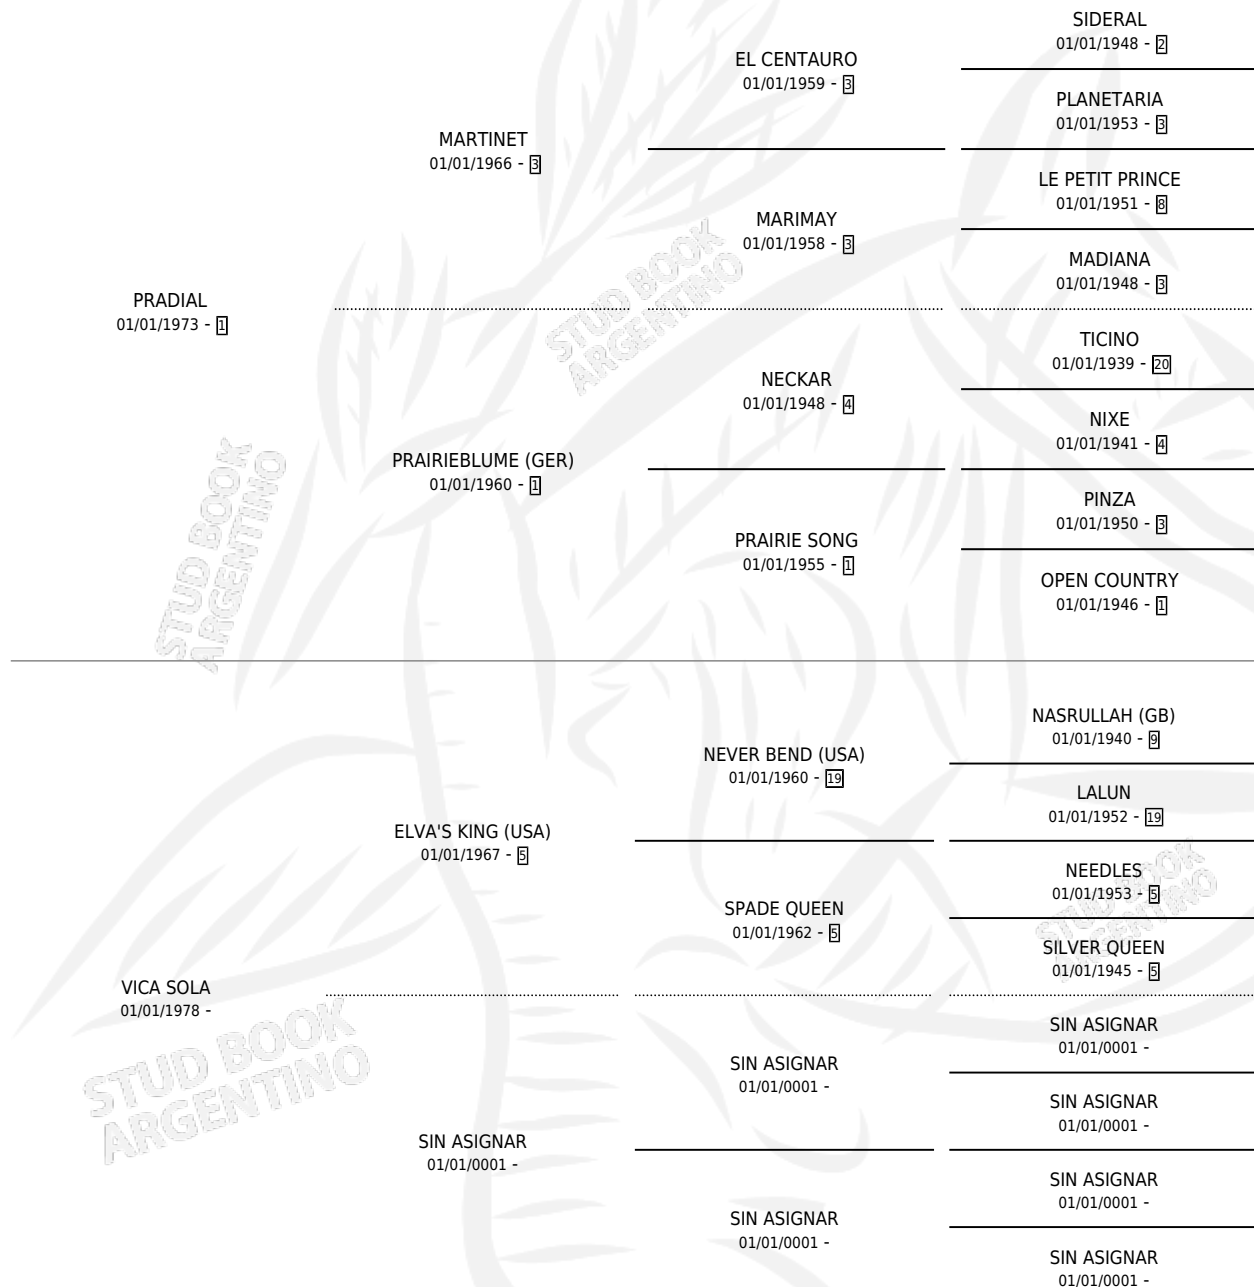 SIDERAL
01/01/1948 - 2
EL CENTAURO
01/01/1959 - 3
PLANETARIA
01/01/1953 - 3
MARTINET
01/01/1966 - 3
LE PETIT PRINCE
01/01/1951 - 8
MARIMAY
01/01/1958 - 3
MADIANA
01/01/1948 - 3
PRADIAL
01/01/1973 - 1
TICINO
01/01/1939 - 20
NECKAR
01/01/1948 - 4
NIXE
01/01/1941 - 4
PRAIRIEBLUME (GER)
01/01/1960 - 1
PINZA
01/01/1950 - 3
PRAIRIE SONG
01/01/1955 - 1
OPEN COUNTRY
01/01/1946 - 1
NASRULLAH (GB)
01/01/1940 - 9
NEVER BEND (USA)
01/01/1960 - 19
LALUN
01/01/1952 - 19
ELVA'S KING (USA)
01/01/1967 - 5
NEEDLES
01/01/1953 - 5
SPADE QUEEN
01/01/1962 - 5
SILVER QUEEN
01/01/1945 - 5
VICA SOLA
01/01/1978 -
SIN ASIGNAR
01/01/0001 -
SIN ASIGNAR
01/01/0001 -
SIN ASIGNAR
01/01/0001 -
SIN ASIGNAR
01/01/0001 -
SIN ASIGNAR
01/01/0001 -
SIN ASIGNAR
01/01/0001 -
SIN ASIGNAR
01/01/0001 -
STUD BOOK
ARGENTINO
STUD BOOK
ARGENTINO
STUD BOOK
ARGENTINO
STUD BOOK
ARGENTINO